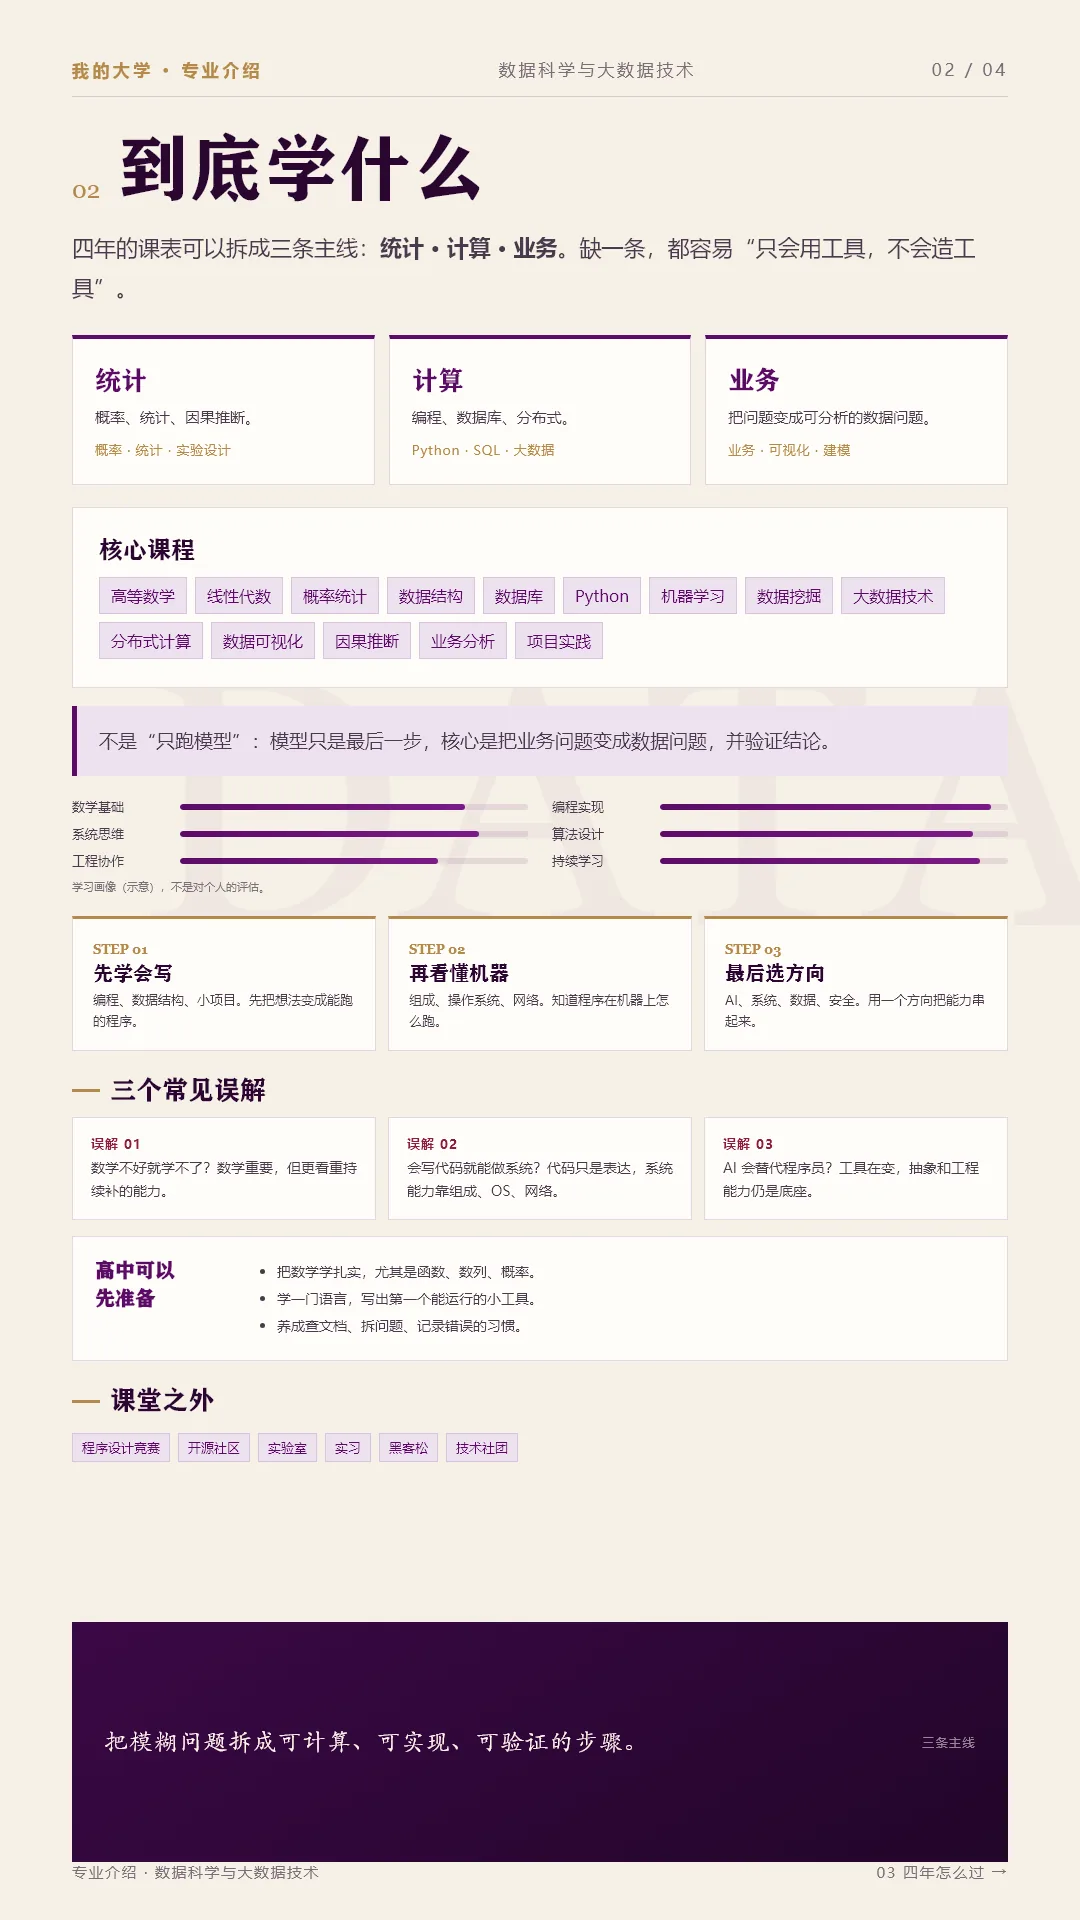 我的大学 · 专业介绍
数据科学与大数据技术
02 / 04
02 到底学什么
四年的课表可以拆成三条主线：统计·计算·业务。缺一条，都容易“只会用工具，不会造工
具”。
统计
概率、统计、因果推断。
概率 · 统计 · 实验设计
计算
编程、数据库、分布式。
Python · SQL · 大数据
业务
把问题变成可分析的数据问题。
业务 · 可视化 · 建模
核心课程
高等数学 线性代数 概率统计 数据结构 数据库 Python 机器学习 数据挖掘 大数据技术
分布式计算 数据可视化 因果推断 业务分析 项目实践
DATA
不是“只跑模型”：模型只是最后一步，核心是把业务问题变成数据问题，并验证结论。
数学基础 编程实现
系统思维 算法设计
工程协作 持续学习
学习画像（示意），不是对个人的评估。
STEP 01
先学会写
编程、数据结构、小项目。先把想法变成能跑
的程序。
STEP 02
再看懂机器
组成、操作系统、网络。知道程序在机器上怎
么跑。
STEP 03
最后选方向
AI、系统、数据、安全。用一个方向把能力串
起来。
三个常见误解
误解 01
数学不好就学不了？数学重要，但更看重持
续补的能力。
误解 02
会写代码就能做系统？代码只是表达，系统
能力靠组成、OS、网络。
误解 03
AI 会替代程序员？工具在变，抽象和工程
能力仍是底座。
高中可以
先准备
• 把数学学扎实，尤其是函数、数列、概率。
• 学一门语言，写出第一个能运行的小工具。
• 养成查文档、拆问题、记录错误的习惯。
课堂之外
程序设计竞赛 开源社区 实验室 实习 黑客松 技术社团
把模糊问题拆成可计算、可实现、可验证的步骤。
三条主线
专业介绍 · 数据科学与大数据技术
03 四年怎么过 →